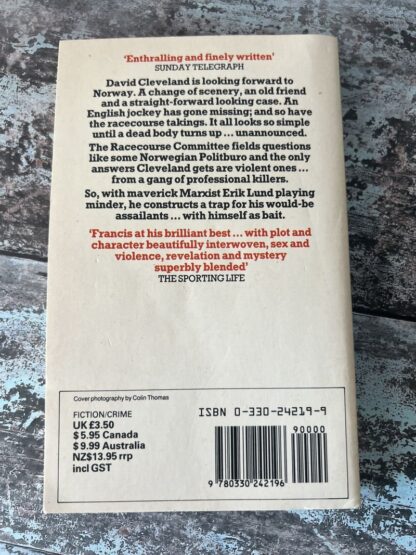 ‘Enthralling and finely written’
SUNDAY TELEGRAPH
David Cleveland is looking forward to
Norway. A change of scenery, an old friend
and a straight-forward looking case. An
English jockey has gone missing; and so have
the racecourse takings. It all looks so simple
until a dead body turns up ... unannounced.
The Racecourse Committee fields questions
like some Norwegian Politburo and the only
answers Cleveland gets are violent ones ...
from a gang of professional killers.
So, with maverick Marxist Erik Lund playing
minder, he constructs a trap for his would-be
assailants ... with himself as bait.
‘Francis at his brilliant best ... with plot and
character beautifully interwoven, sex and
violence, revelation and mystery
superbly blended’
THE SPORTING LIFE
Cover photography by Colin Thomas
FICTION/CRIME
UK £3.50
$ 5.95 Canada
$ 9.99 Australia
NZ$13.95 rrp
incl GST
ISBN 0-330-24219-9
90000
9 780330 242196